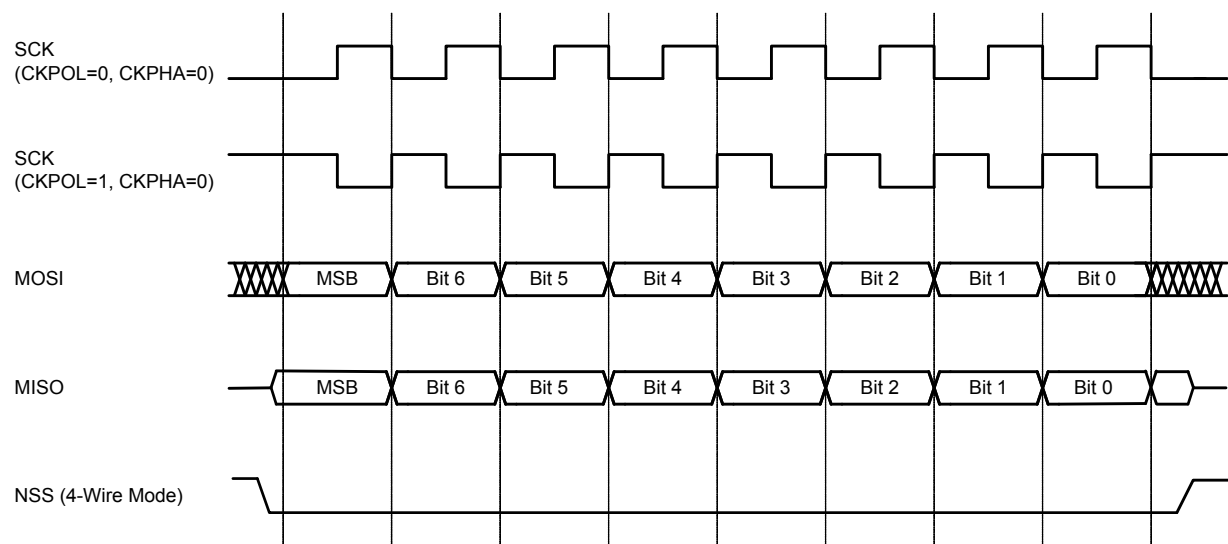 SCK
(CKPOL=0, CKPHA=0)
SCK
(CKPOL=1, CKPHA=0)
MOSI
MSB
Bit 6
Bit 5
Bit 4
Bit 3
Bit 2
Bit 1
Bit 0
MISO
MSB
Bit 6
Bit 5
Bit 4
Bit 3
Bit 2
Bit 1
Bit 0
NSS (4-Wire Mode)